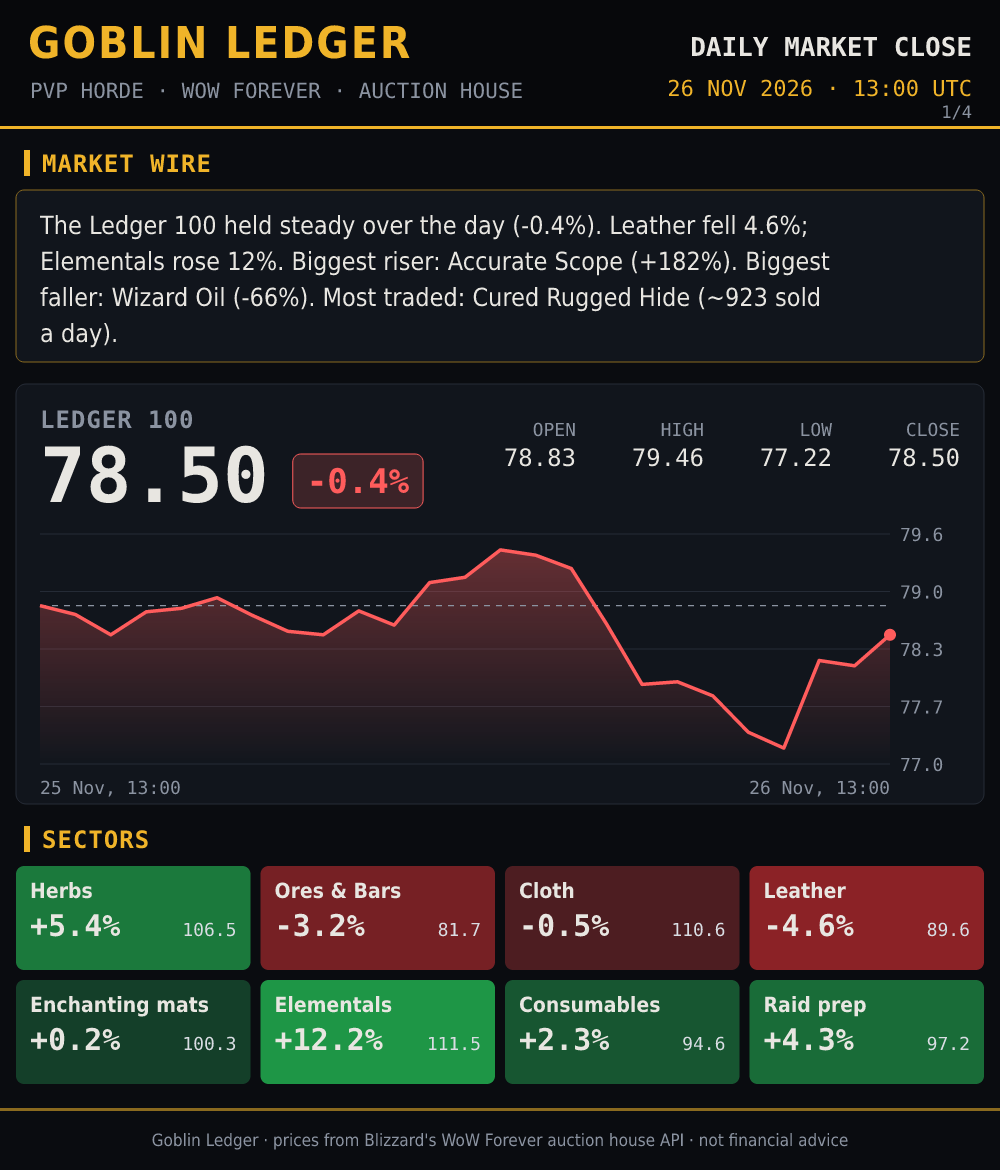 GOBLIN LEDGER
PVP HORDE · WOW FOREVER · AUCTION HOUSE
DAILY MARKET CLOSE
26 NOV 2026 · 13:00 UTC
1/4
MARKET WIRE
The Ledger 100 held steady over the day (-0.4%). Leather fell 4.6%;
Elementals rose 12%. Biggest riser: Accurate Scope (+182%). Biggest
faller: Wizard Oil (-66%). Most traded: Cured Rugged Hide (~923 sold
a day).
LEDGER 100
78.50 -0.4%
OPEN HIGH LOW CLOSE
78.83 79.46 77.22 78.50
79.6
79.0
78.3
77.7
77.0
25 Nov, 13:00 26 Nov, 13:00
SECTORS
Herbs
+5.4% 106.5
Ores & Bars
-3.2% 81.7
Cloth
-0.5% 110.6
Leather
-4.6% 89.6
Enchanting mats
+0.2% 100.3
Elementals
+12.2% 111.5
Consumables
+2.3% 94.6
Raid prep
+4.3% 97.2
Goblin Ledger · prices from Blizzard's WoW Forever auction house API · not financial advice